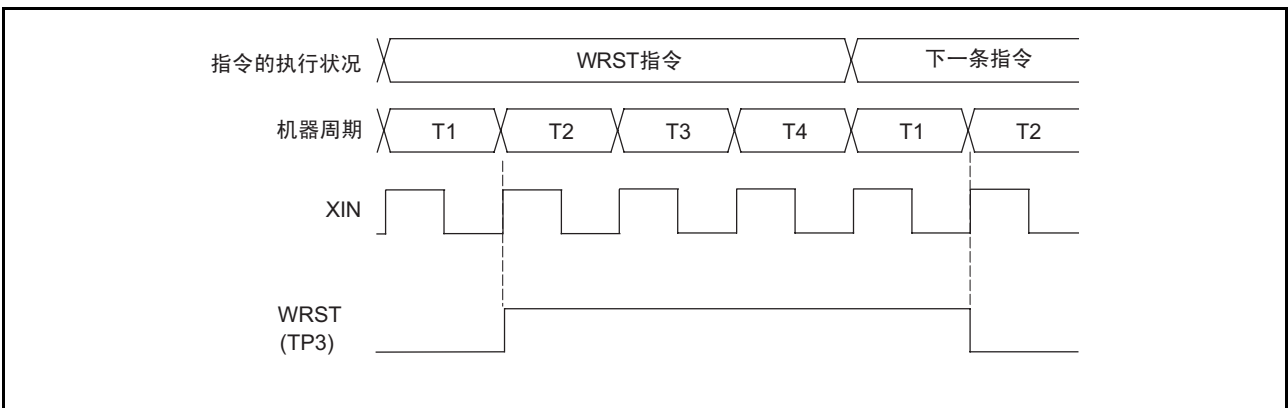 指令的执行状况 WRST指令 下一条指令
机器周期 T1 T2 T3 T4 T1 T2
XIN
WRST
(TP3)